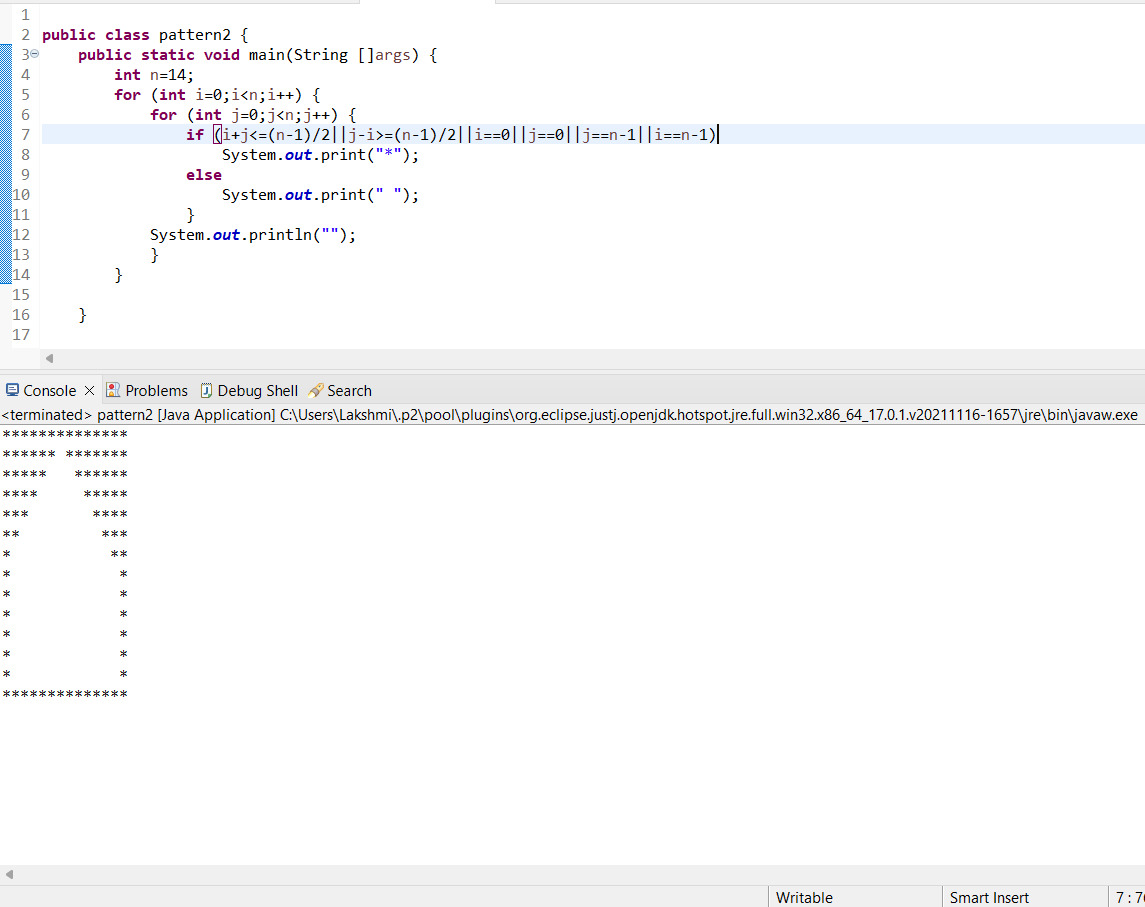 1
2 public class pattern2 {
3 public static void main(String []args) {
4 int n=14;
5 for (int i=0;i<n;i++) {
6 for (int j=0;j<n;j++) {
7 if (i+j<=(n-1)/2||j-i>=(n-1)/2||i==0||j==0||j==n-1||i==n-1)
8 System.out.print("*");
9 else
10 System.out.print(" ");
11 }
12 System.out.println("");
13 }
14 }
15
16 }
17
Console Problems Debug Shell Search
<terminated> pattern2 [Java Application] C:\Users\Lakshmi\.p2\pool\plugins\org.eclipse.justj.openjdk.hotspot.jre.full.win32.x86_64_17.0.1.v20211116-1657\jre\bin\javaw.exe
**************
****** *******
*****   ******
****     *****
***       ****
**         ***
*           **
*            *
*            *
*            *
*            *
*            *
*            *
**************
Writable Smart Insert 7 : 7